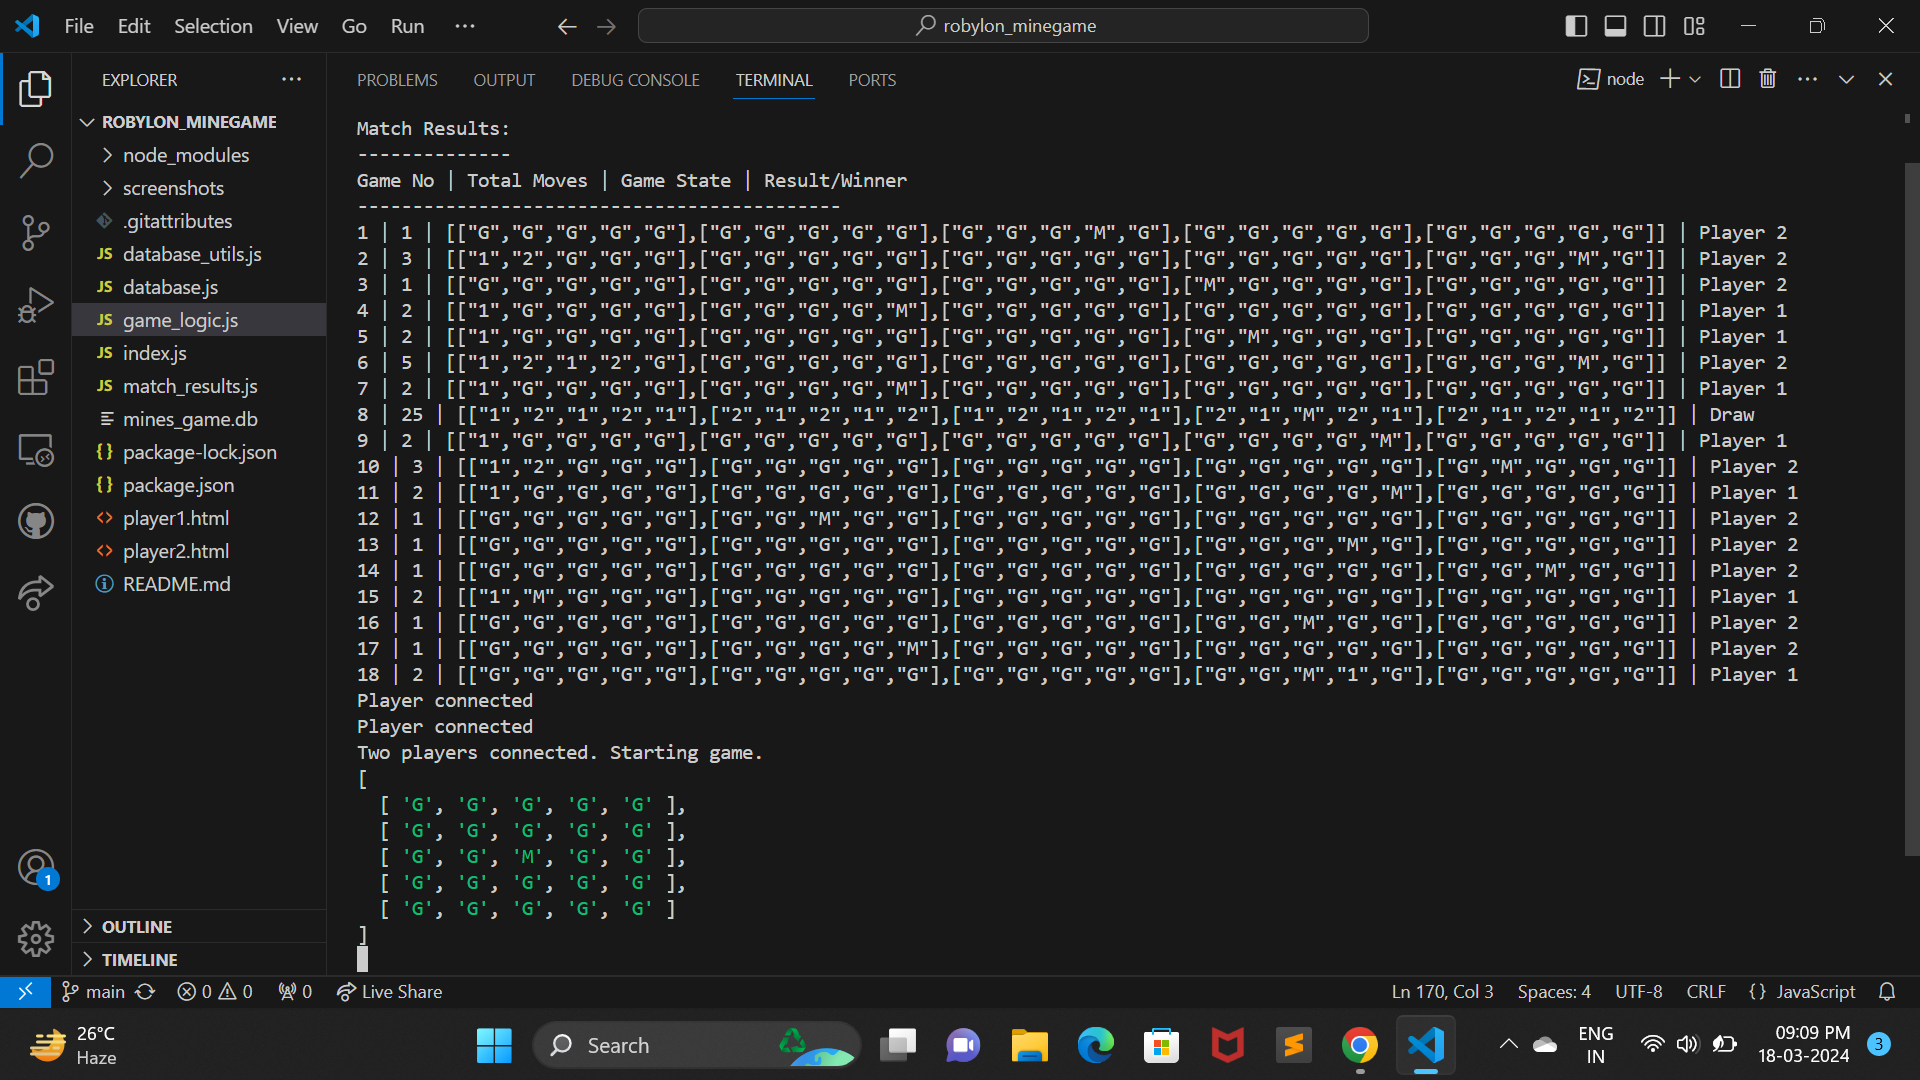 File Edit Selection View Go Run ··· robylon_minegame
EXPLORER ···
ROBYLON_MINEGAME
node_modules
screenshots
.gitattributes
JS database_utils.js
JS database.js
JS game_logic.js
JS index.js
JS match_results.js
mines_game.db
{} package-lock.json
{} package.json
<> player1.html
<> player2.html
README.md
OUTLINE
TIMELINE
PROBLEMS OUTPUT DEBUG CONSOLE TERMINAL PORTS node
Match Results:
--------------
Game No | Total Moves | Game State | Result/Winner
--------------------------------------------
1 | 1 | [["G","G","G","G","G"],["G","G","G","G","G"],["G","G","G","M","G"],["G","G","G","G","G"],["G","G","G","G","G"]] | Player 2
2 | 3 | [["1","2","G","G","G"],["G","G","G","G","G"],["G","G","G","G","G"],["G","G","G","G","G"],["G","G","G","M","G"]] | Player 2
3 | 1 | [["G","G","G","G","G"],["G","G","G","G","G"],["G","G","G","G","G"],["M","G","G","G","G"],["G","G","G","G","G"]] | Player 2
4 | 2 | [["1","G","G","G","G"],["G","G","G","G","M"],["G","G","G","G","G"],["G","G","G","G","G"],["G","G","G","G","G"]] | Player 1
5 | 2 | [["1","G","G","G","G"],["G","G","G","G","G"],["G","G","G","G","G"],["G","M","G","G","G"],["G","G","G","G","G"]] | Player 1
6 | 5 | [["1","2","1","2","G"],["G","G","G","G","G"],["G","G","G","G","G"],["G","G","G","G","G"],["G","G","G","M","G"]] | Player 2
7 | 2 | [["1","G","G","G","G"],["G","G","G","G","M"],["G","G","G","G","G"],["G","G","G","G","G"],["G","G","G","G","G"]] | Player 1
8 | 25 | [["1","2","1","2","1"],["2","1","2","1","2"],["1","2","1","2","1"],["2","1","M","2","1"],["2","1","2","1","2"]] | Draw
9 | 2 | [["1","G","G","G","G"],["G","G","G","G","G"],["G","G","G","G","G"],["G","G","G","G","M"],["G","G","G","G","G"]] | Player 1
10 | 3 | [["1","2","G","G","G"],["G","G","G","G","G"],["G","G","G","G","G"],["G","G","G","G","G"],["G","M","G","G","G"]] | Player 2
11 | 2 | [["1","G","G","G","G"],["G","G","G","G","G"],["G","G","G","G","G"],["G","G","G","G","M"],["G","G","G","G","G"]] | Player 1
12 | 1 | [["G","G","G","G","G"],["G","G","M","G","G"],["G","G","G","G","G"],["G","G","G","G","G"],["G","G","G","G","G"]] | Player 2
13 | 1 | [["G","G","G","G","G"],["G","G","G","G","G"],["G","G","G","G","G"],["G","G","G","M","G"],["G","G","G","G","G"]] | Player 2
14 | 1 | [["G","G","G","G","G"],["G","G","G","G","G"],["G","G","G","G","G"],["G","G","G","G","G"],["G","G","M","G","G"]] | Player 2
15 | 2 | [["1","M","G","G","G"],["G","G","G","G","G"],["G","G","G","G","G"],["G","G","G","G","G"],["G","G","G","G","G"]] | Player 1
16 | 1 | [["G","G","G","G","G"],["G","G","G","G","G"],["G","G","G","G","G"],["G","G","M","G","G"],["G","G","G","G","G"]] | Player 2
17 | 1 | [["G","G","G","G","G"],["G","G","G","G","M"],["G","G","G","G","G"],["G","G","G","G","G"],["G","G","G","G","G"]] | Player 2
18 | 2 | [["G","G","G","G","G"],["G","G","G","G","G"],["G","G","G","G","G"],["G","G","M","1","G"],["G","G","G","G","G"]] | Player 1
Player connected
Player connected
Two players connected. Starting game.
[
[ 'G', 'G', 'G', 'G', 'G' ],
[ 'G', 'G', 'G', 'G', 'G' ],
[ 'G', 'G', 'M', 'G', 'G' ],
[ 'G', 'G', 'G', 'G', 'G' ],
[ 'G', 'G', 'G', 'G', 'G' ]
]
1
main 0 0 0 Live Share Ln 170, Col 3 Spaces: 4 UTF-8 CRLF {} JavaScript
26°C
Haze
Search
ENG
IN
09:09 PM
18-03-2024
3